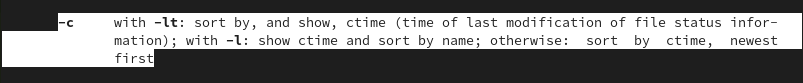 -c with -lt: sort by, and show, ctime (time of last modification of file status infor-
mation); with -l: show ctime and sort by name; otherwise: sort by ctime, newest
first